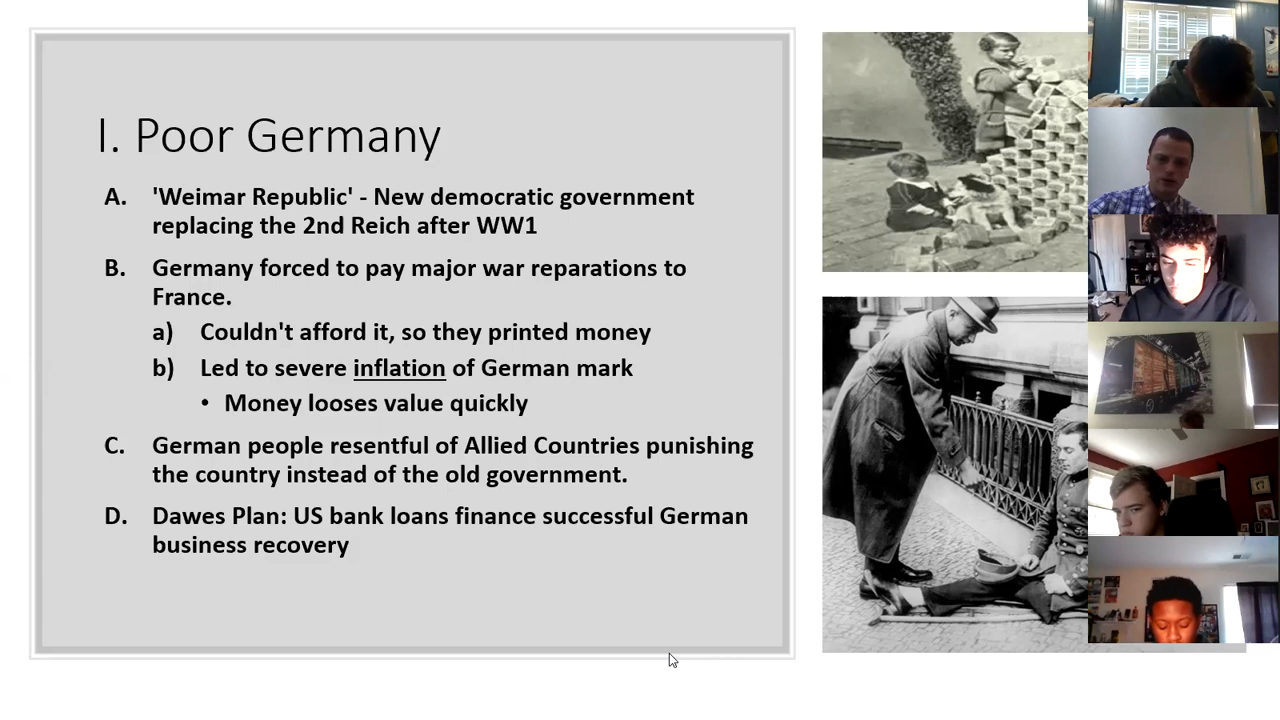 I. Poor Germany
A. 'Weimar Republic' - New democratic government
replacing the 2nd Reich after WW1
B. Germany forced to pay major war reparations to
France.
a) Couldn't afford it, so they printed money
b) Led to severe inflation of German mark
• Money looses value quickly
C. German people resentful of Allied Countries punishing
the country instead of the old government.
D. Dawes Plan: US bank loans finance successful German
business recovery